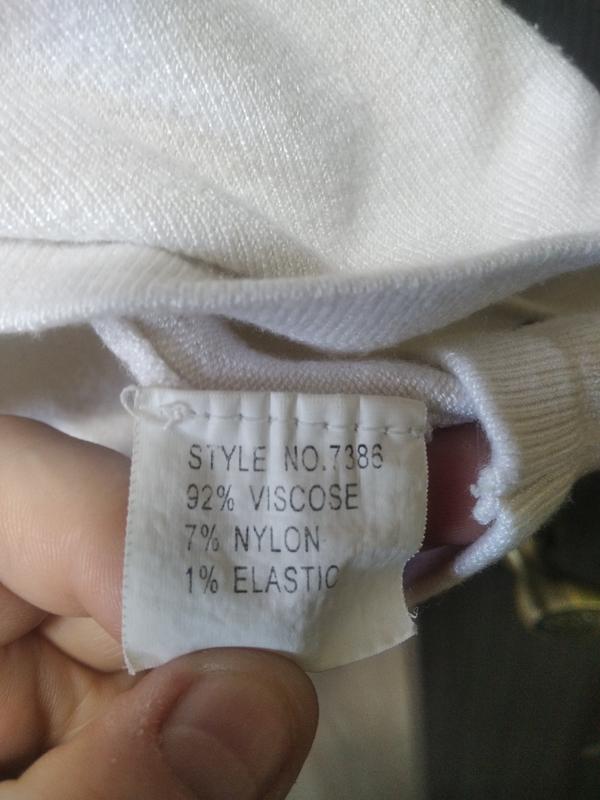 STYLE NO.7386
92% VISCOSE
7% NYLON
1% ELASTIC